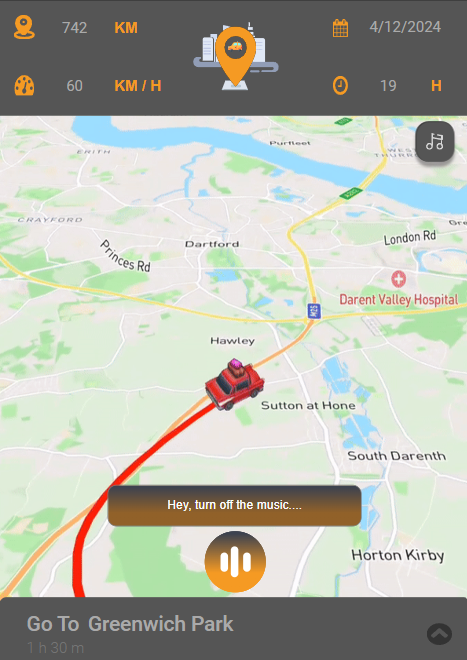 742 KM
4/12/2024
60 KM / H
19 H
Purfleet
ERITH
CRAYFORD
Princes Rd
Dartford
London Rd
Darent Valley Hospital
M25
Hawley
Sutton at Hone
South Darenth
Hey, turn off the music....
Horton Kirby
Go To Greenwich Park
1 h 30 m